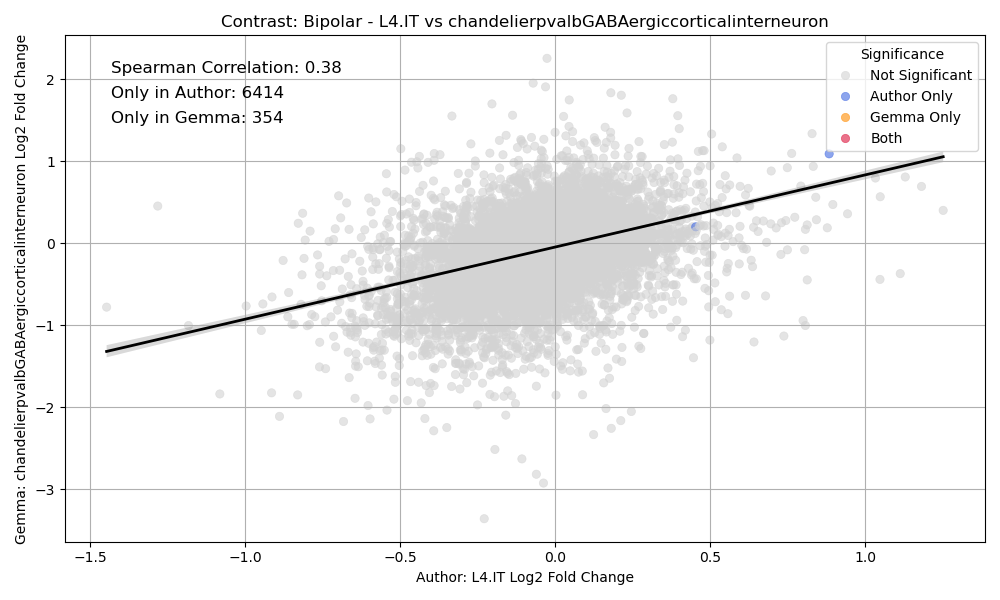 Contrast: Bipolar - L4.IT vs chandelierpvalbGABAergiccorticalinterneuron
Spearman Correlation: 0.38
Only in Author: 6414
Only in Gemma: 354
Significance
Not Significant
Author Only
Gemma Only
Both
Gemma: chandelierpvalbGABAergiccorticalinterneuron Log2 Fold Change
2
1
0
−1
−2
−3
−1.5
−1.0
−0.5
0.0
0.5
1.0
Author: L4.IT Log2 Fold Change